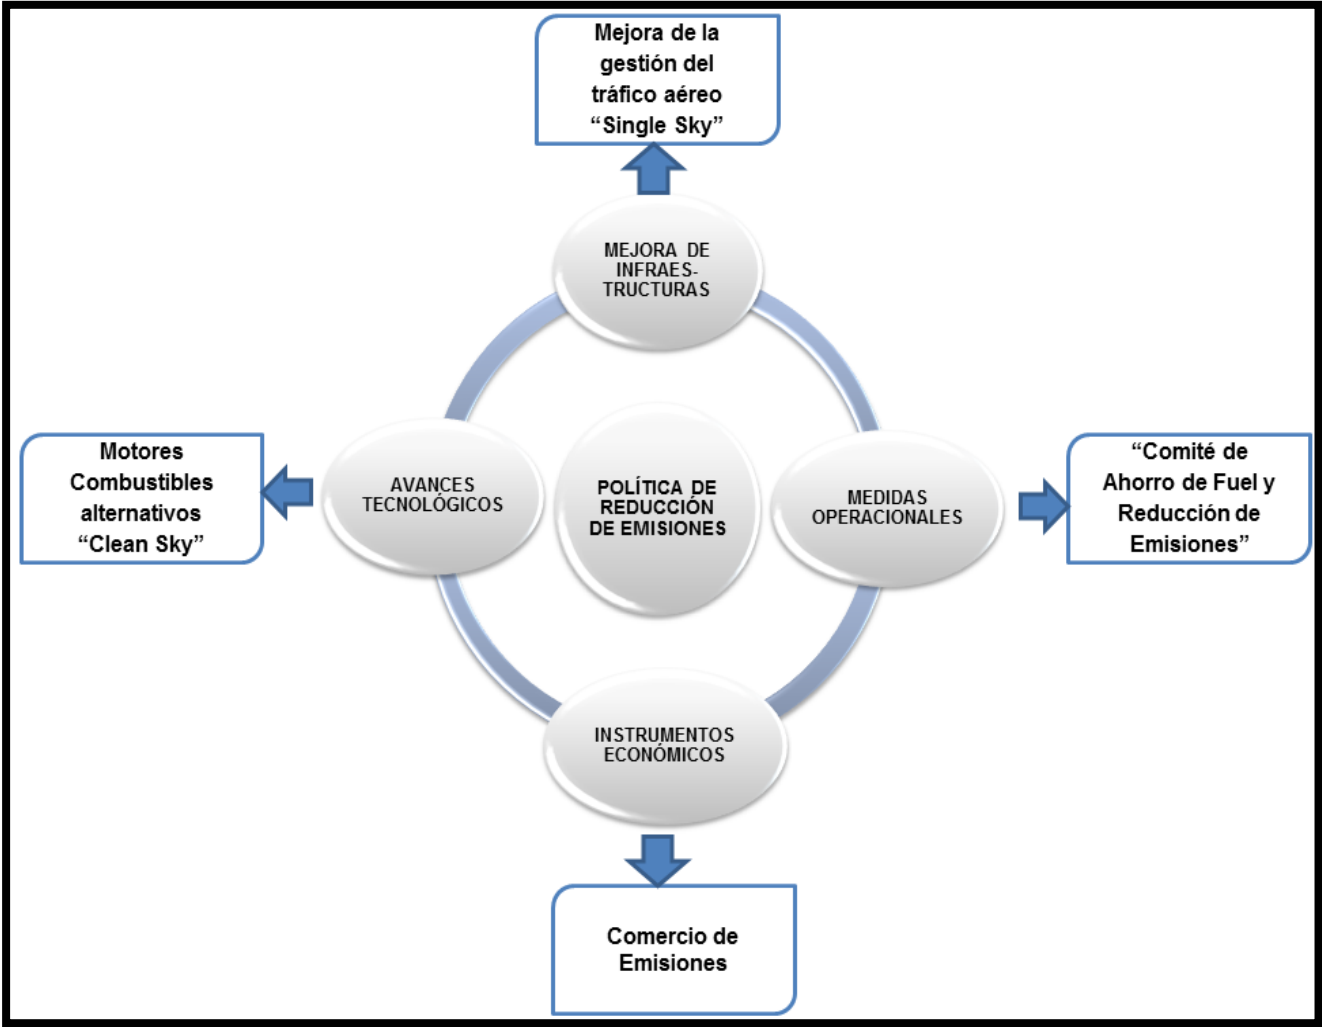 Mejora de la
gestión del
tráfico aéreo
“Single Sky”
MEJORA DE
INFRAES-
TRUCTURAS
Motores
Combustibles
alternativos
“Clean Sky”
AVANCES
TECNOLÓGICOS
POLÍTICA DE
REDUCCIÓN
DE EMISIONES
MEDIDAS
OPERACIONALES
“Comité de
Ahorro de Fuel y
Reducción de
Emisiones”
INSTRUMENTOS
ECONÓMICOS
Comercio de
Emisiones